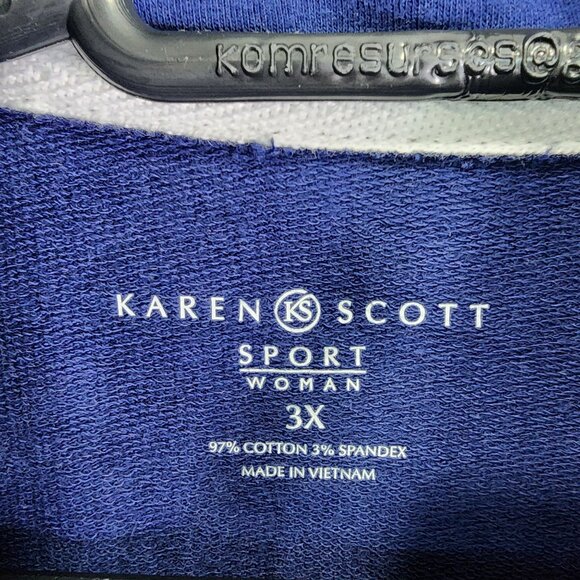 komresurses@g
KAREN KS SCOTT
SPORT
WOMAN
3X
97% COTTON 3% SPANDEX
MADE IN VIETNAM